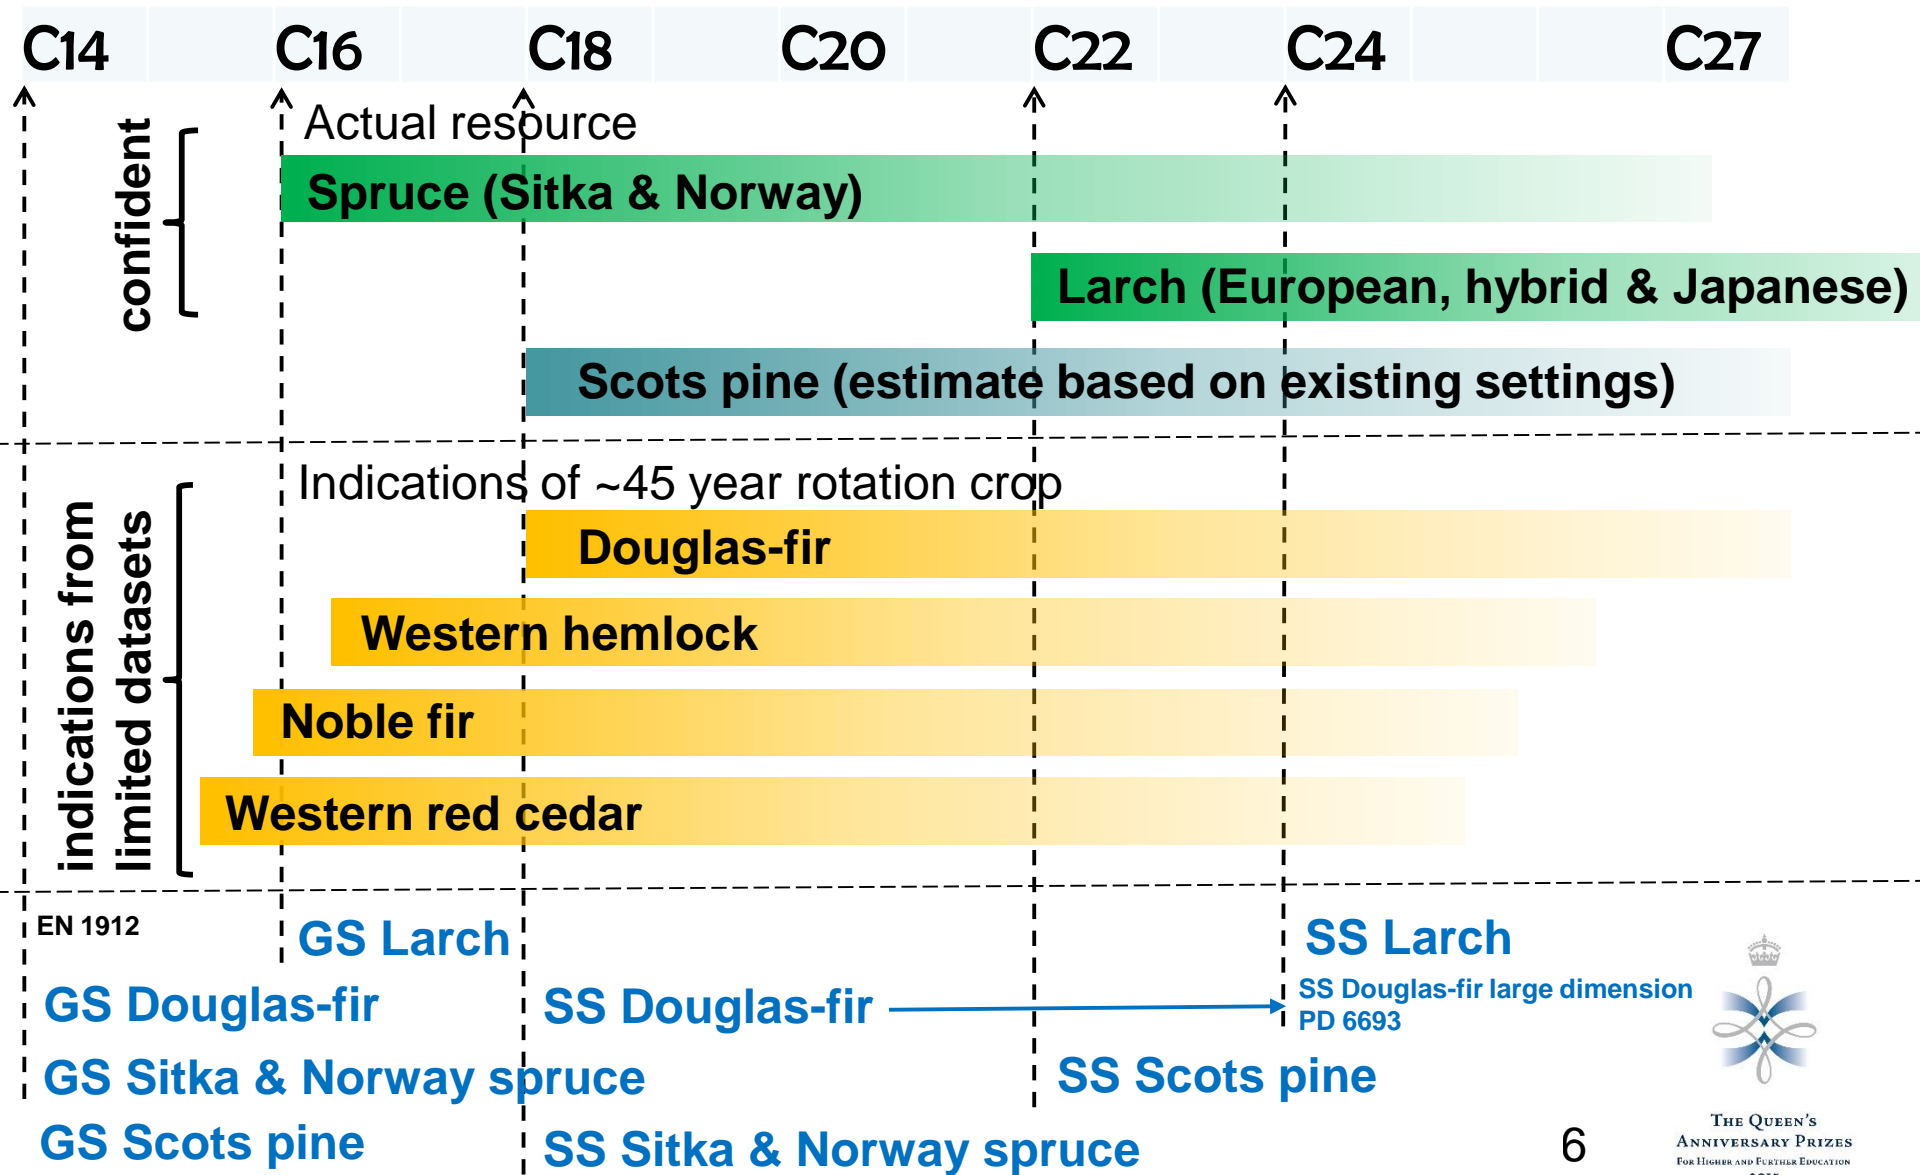 C14 C16 C18 C20 C22 C24 C27
confident
Actual resource
Spruce (Sitka & Norway)
Larch (European, hybrid & Japanese)
Scots pine (estimate based on existing settings)
indications from
limited datasets
Indications of ~45 year rotation crop
Douglas-fir
Western hemlock
Noble fir
Western red cedar
EN 1912
GS Larch
SS Larch
GS Douglas-fir
SS Douglas-fir
SS Douglas-fir large dimension
PD 6693
GS Sitka & Norway spruce
SS Scots pine
GS Scots pine
SS Sitka & Norway spruce
6
THE QUEEN'S
ANNIVERSARY PRIZES
FOR HIGHER AND FURTHER EDUCATION